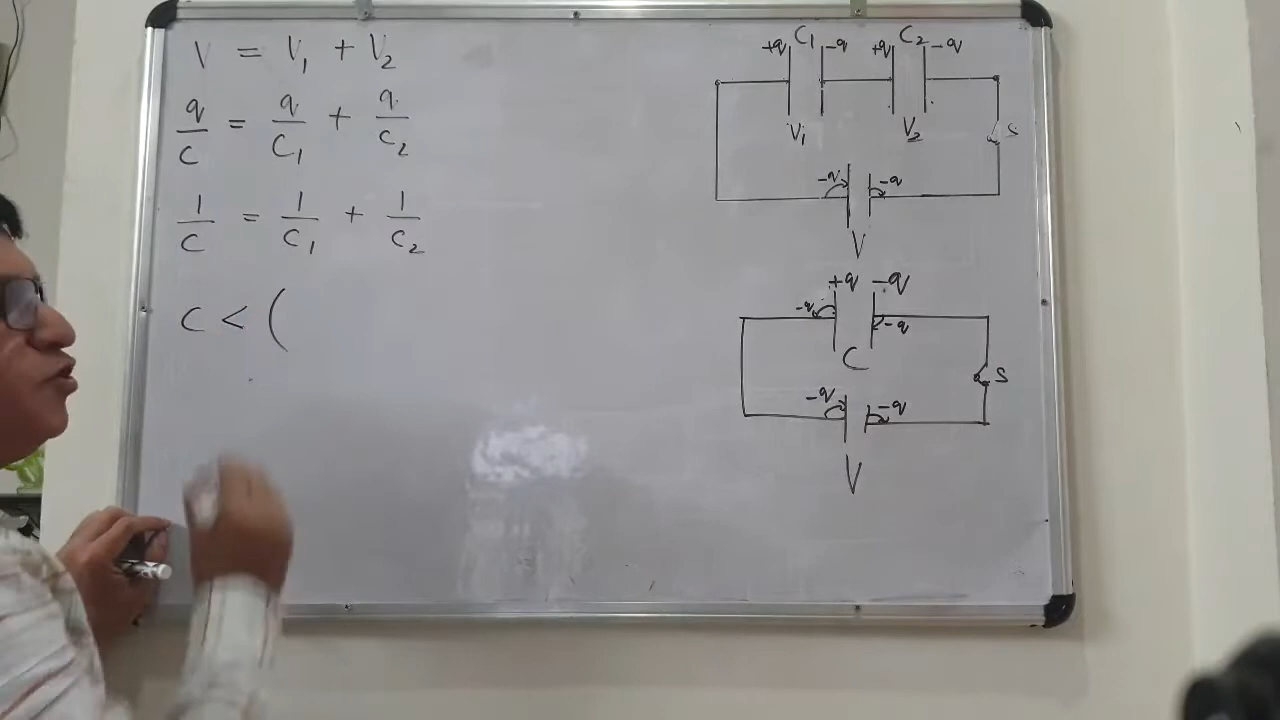 V = V₁ + V₂
q/C = q/C₁ + q/C₂
1/C = 1/C₁ + 1/C₂
C < (
C₁ C₂
+q -q +q -q
V₁ V₂
S
-q -q
V
+q -q
-q -q
C
S
-q -q
V